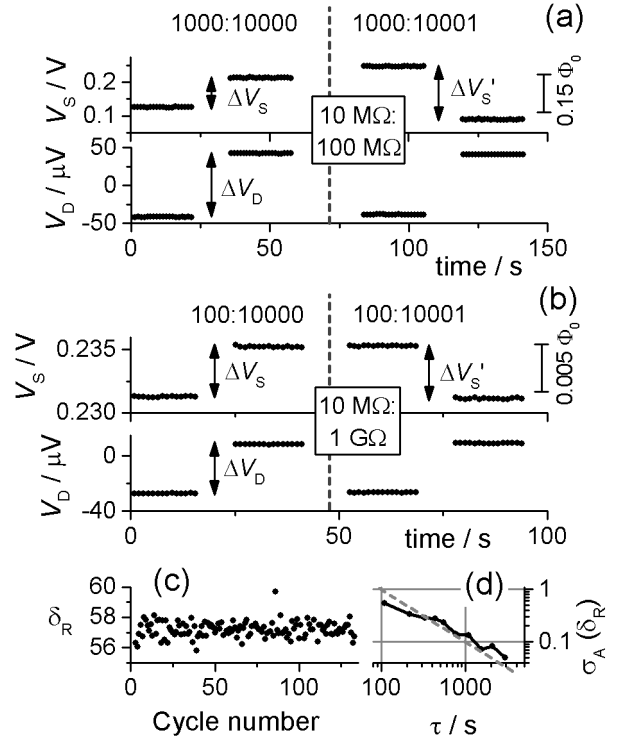 1000:10000
1000:10001
(a)
V_S / V
0.2
0.1
ΔV_S
ΔV_S'
0.15 Φ_0
10 MΩ:
100 MΩ
V_D / μV
50
0
-50
ΔV_D
0
50
100
150
time / s
100:10000
100:10001
(b)
V_S / V
0.235
0.230
ΔV_S
ΔV_S'
0.005 Φ_0
10 MΩ:
1 GΩ
V_D / μV
0
-40
ΔV_D
0
50
100
time / s
(c)
δ_R
60
58
56
0
50
100
Cycle number
(d)
1
0.1
σ_A (δ_R)
100
1000
τ / s